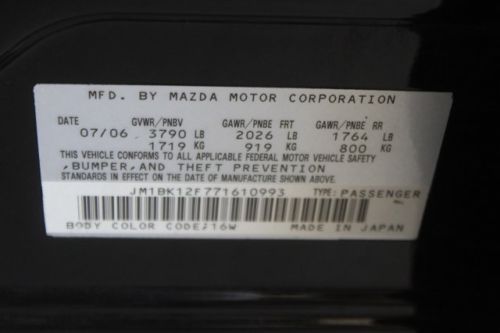 MFD. BY MAZDA MOTOR CORPORATION
DATE GVWR/PNBV GAWR/PNBE FRT GAWR/PNBE RR
07/06 3790 LB 2026 LB 1764 LB
1719 KG 919 KG 800 KG
THIS VEHICLE CONFORMS TO ALL APPLICABLE FEDERAL MOTOR VEHICLE SAFETY
,BUMPER,AND THEFT PREVENTION
STANDARDS IN EFFECT ON THE DATE OF MANUFACTURE SHOWN ABOVE.
JM1BK12F771610993 TYPE:PASSENGER
BODY COLOR CODE:16W MADE IN JAPAN